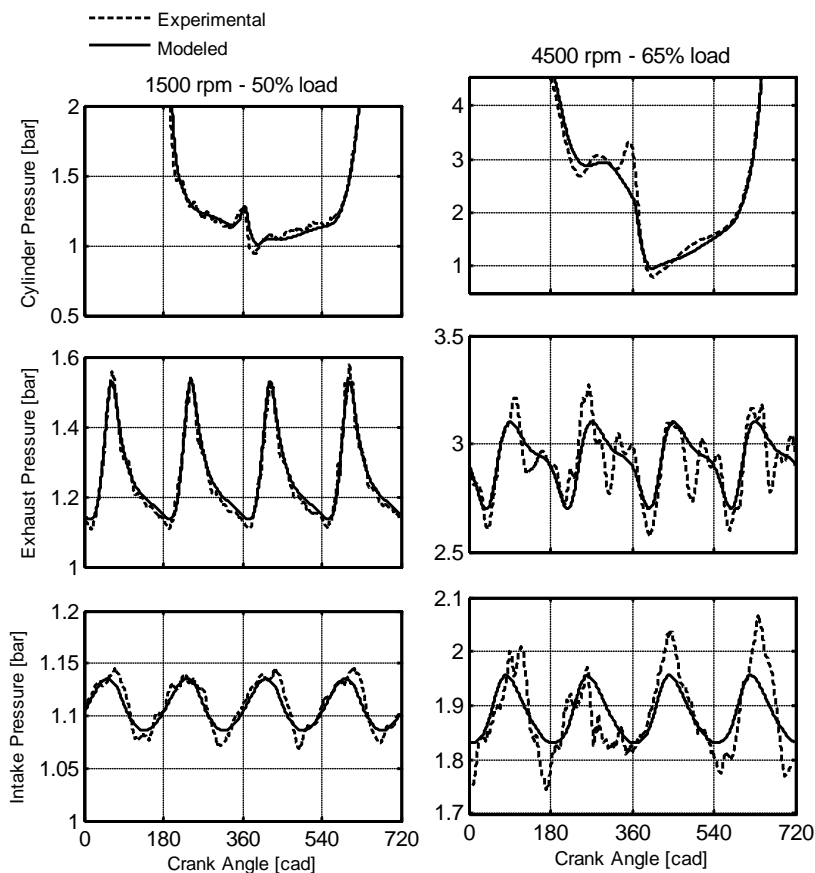 Experimental
Modeled
1500 rpm - 50% load
4500 rpm - 65% load
Cylinder Pressure [bar]
2
1.5
1
0.5
4
3
2
1
Exhaust Pressure [bar]
1.6
1.4
1.2
1
3.5
3
2.5
Intake Pressure [bar]
1.2
1.15
1.1
1.05
1
2.1
2
1.9
1.8
1.7
0 180 360 540 720
Crank Angle [cad]
0 180 360 540 720
Crank Angle [cad]